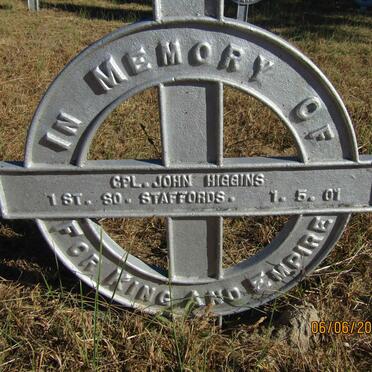 IN MEMORY OF
CPL. JOHN HIGGINS
1ST. SO. STAFFORDS. 1. 5. 01
FOR KING AND EMPIRE
06/06/20